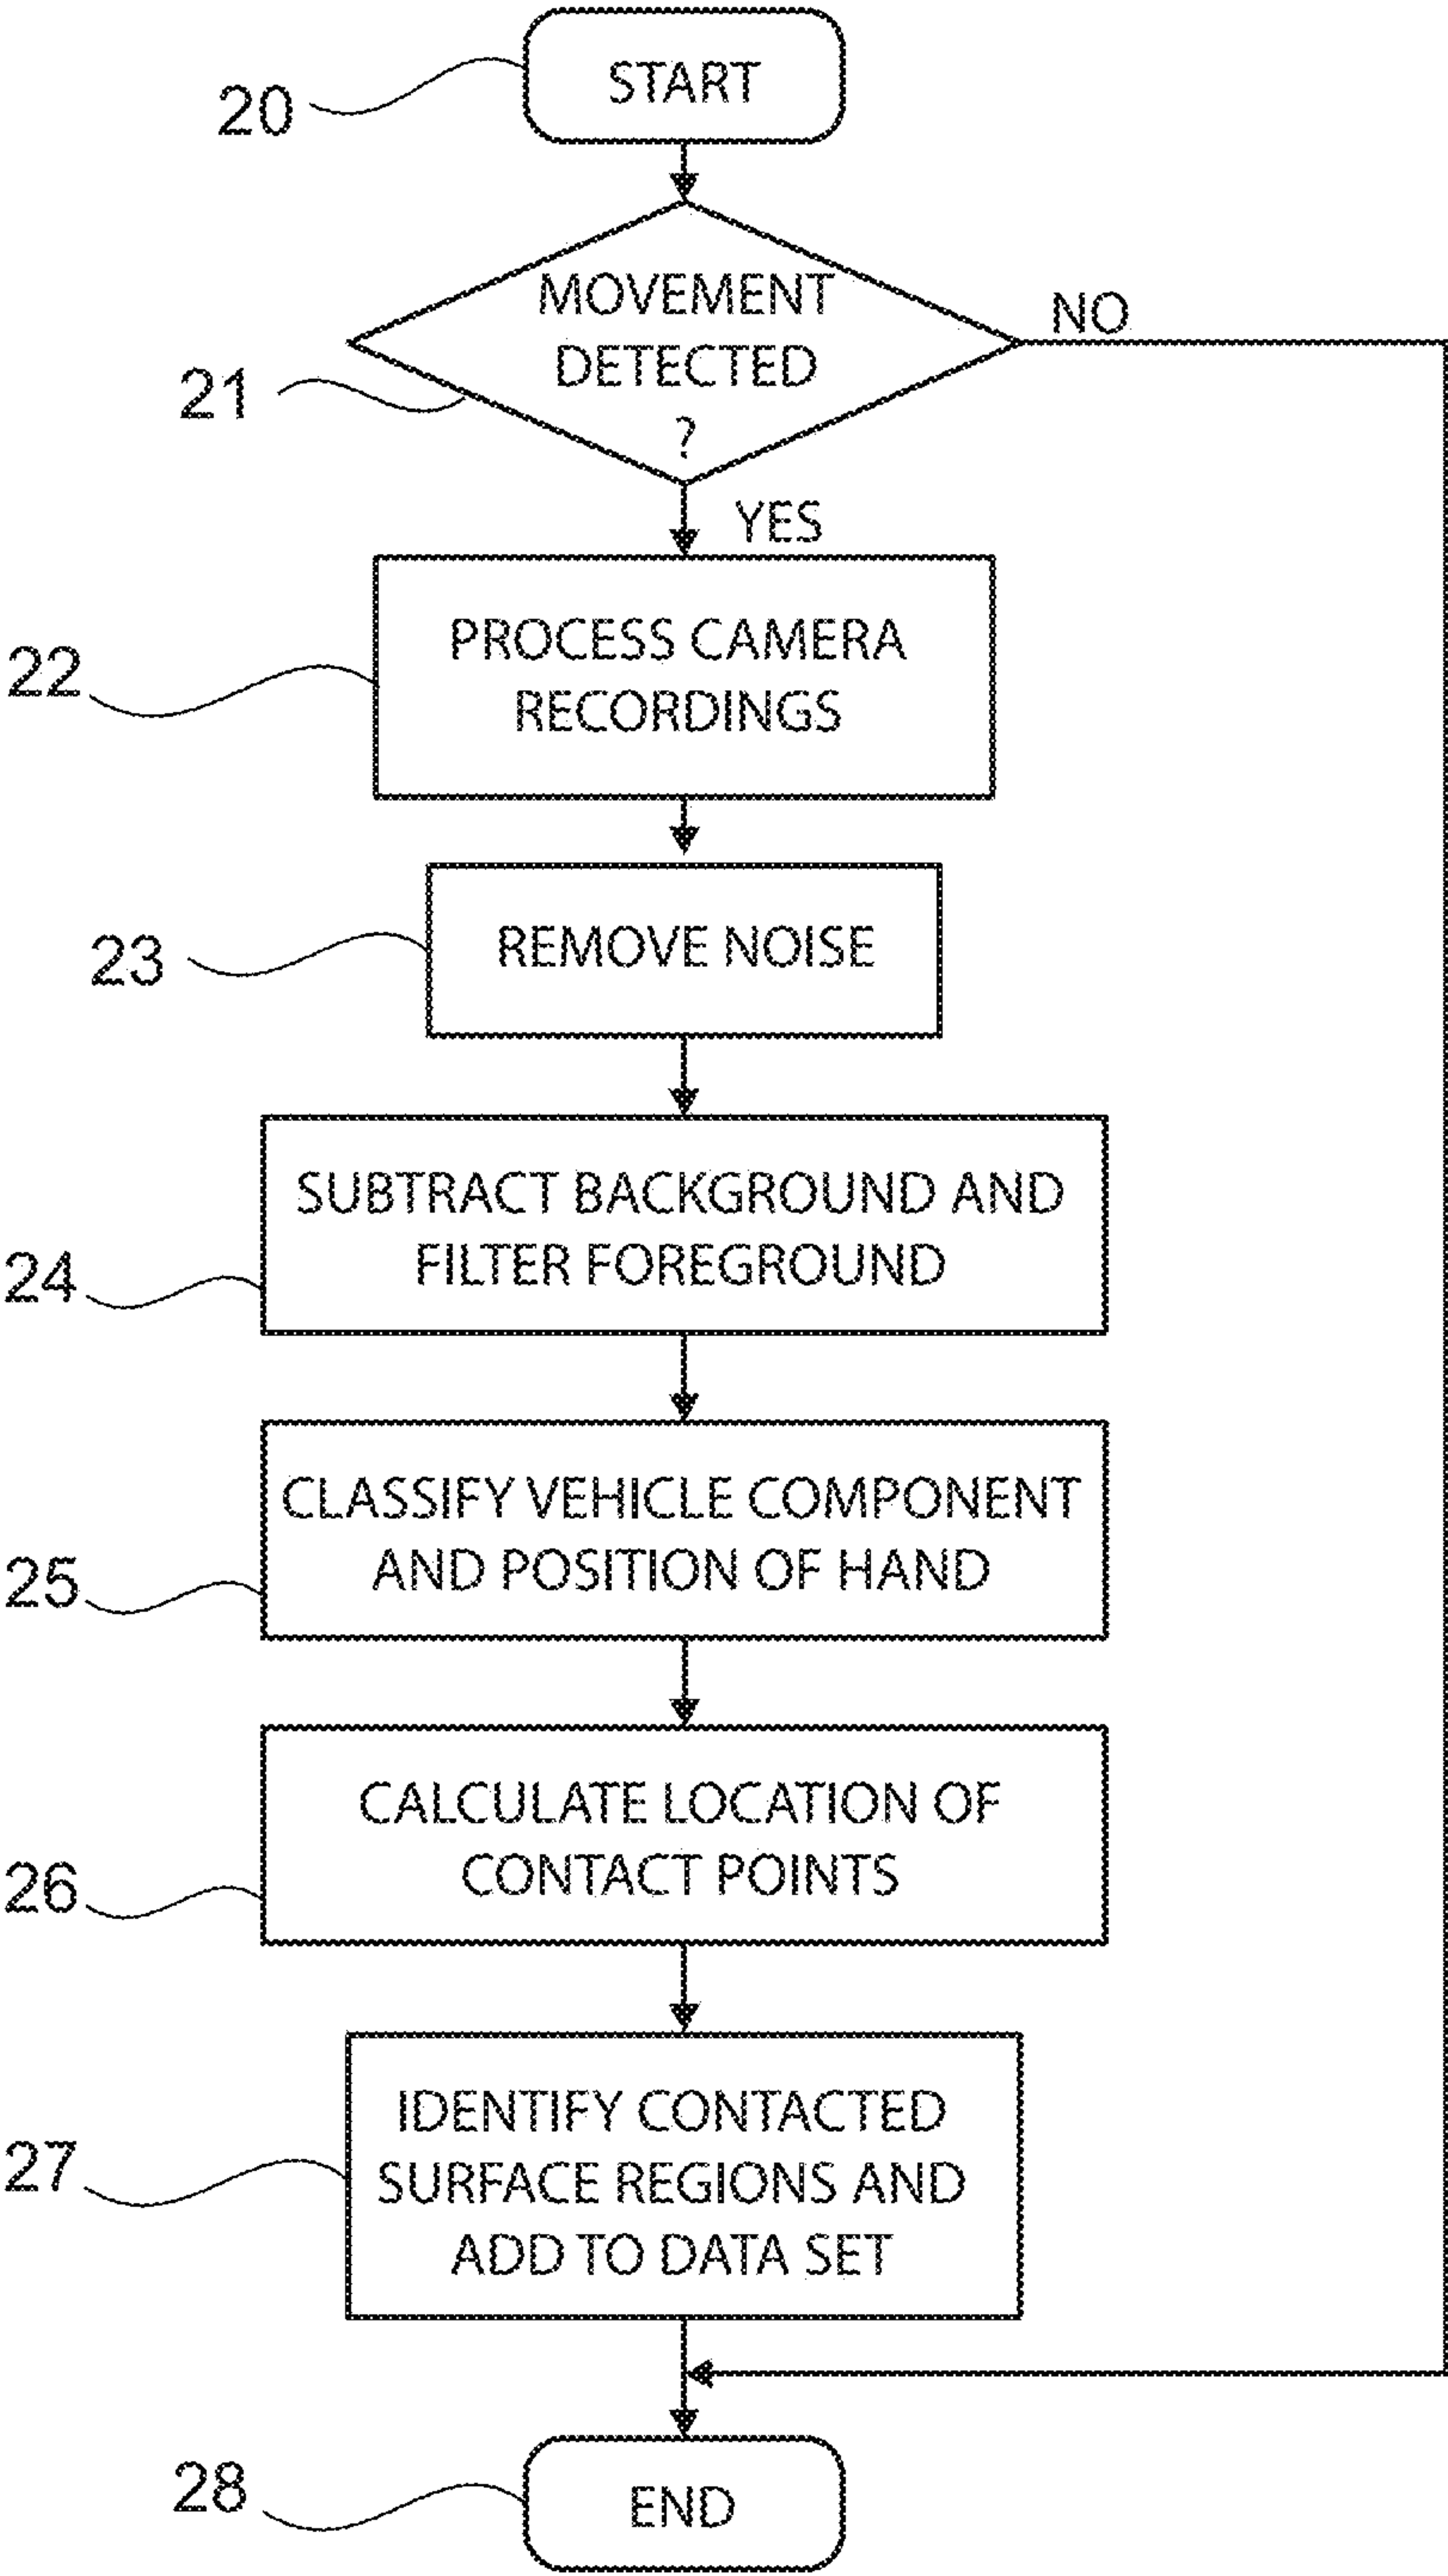 20
START
MOVEMENT
DETECTED
?
NO
21
YES
22
PROCESS CAMERA
RECORDINGS
23
REMOVE NOISE
24
SUBTRACT BACKGROUND AND
FILTER FOREGROUND
25
CLASSIFY VEHICLE COMPONENT
AND POSITION OF HAND
26
CALCULATE LOCATION OF
CONTACT POINTS
27
IDENTIFY CONTACTED
SURFACE REGIONS AND
ADD TO DATA SET
28
END